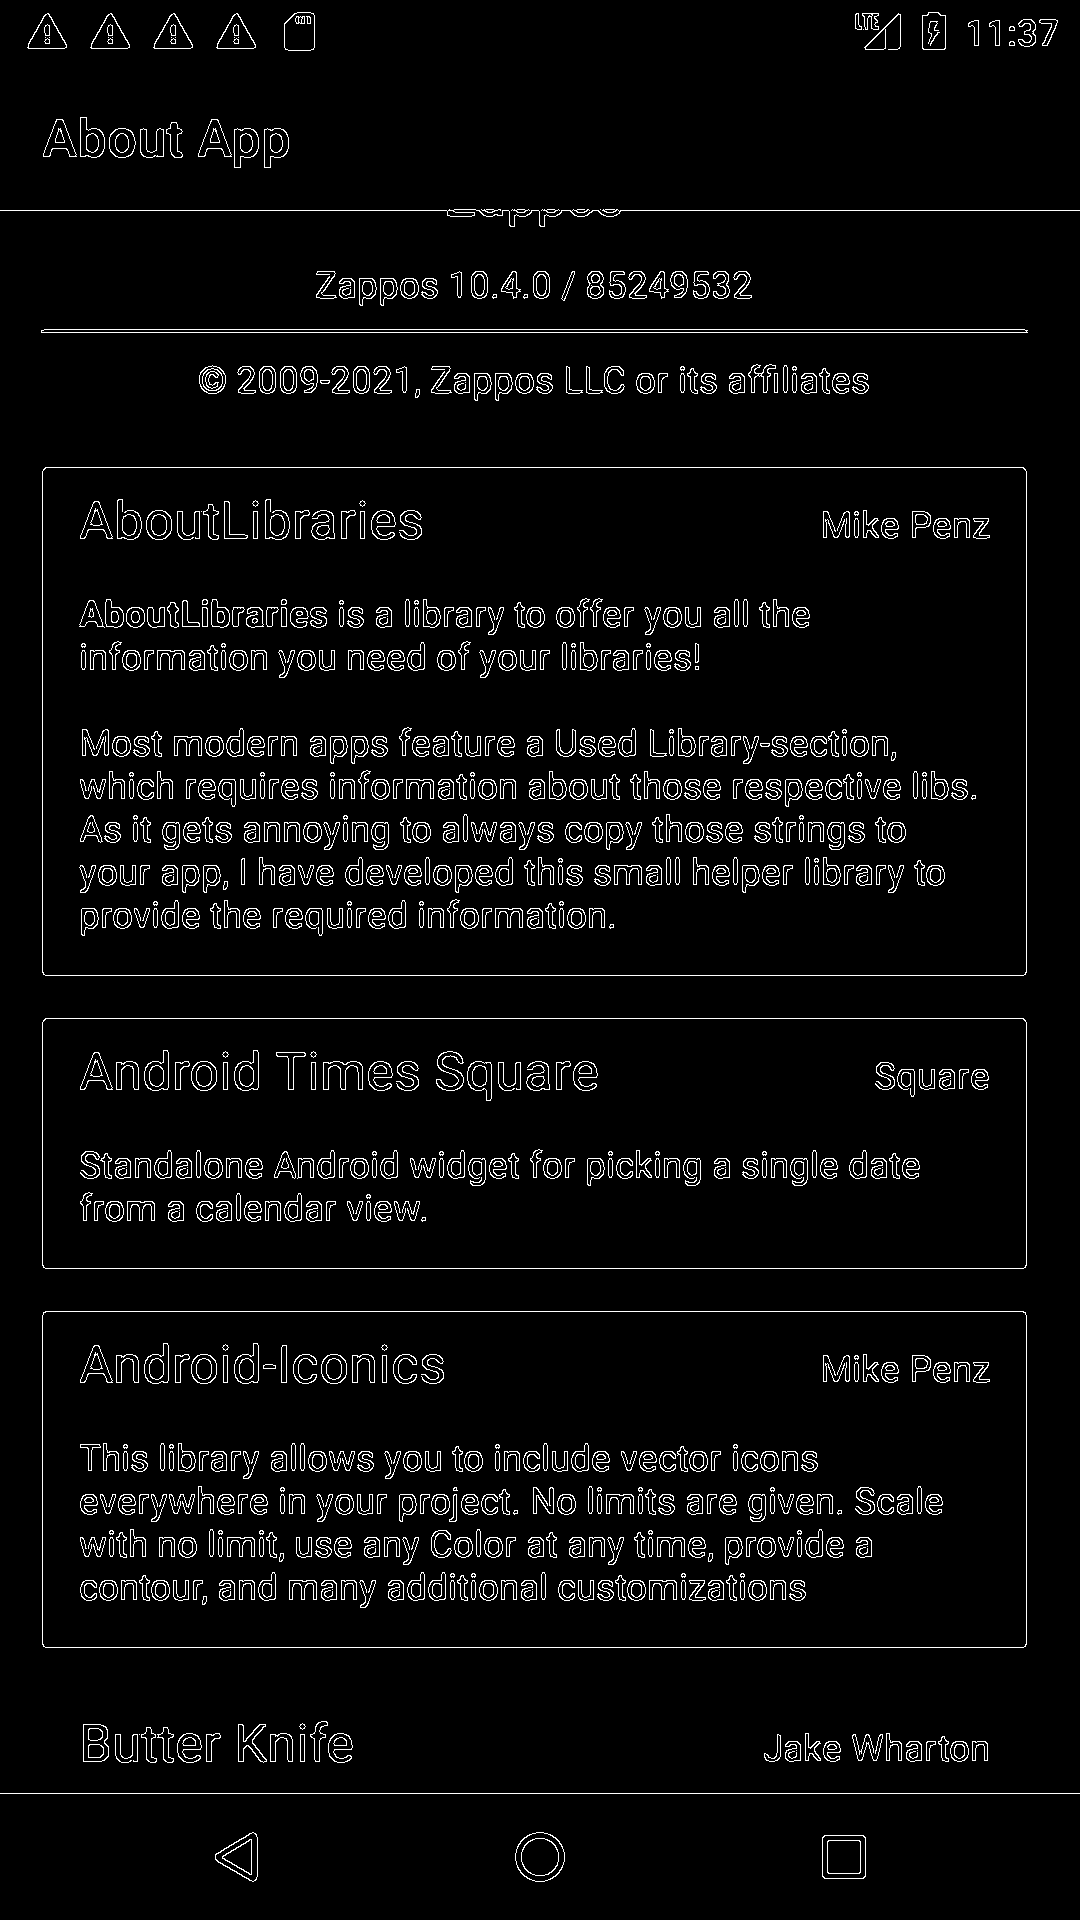 LTE 11:37
About App
Zappos
Zappos 10.4.0 / 85249532
© 2009-2021, Zappos LLC or its affiliates
AboutLibraries
Mike Penz
AboutLibraries is a library to offer you all the
information you need of your libraries!
Most modern apps feature a Used Library-section,
which requires information about those respective libs.
As it gets annoying to always copy those strings to
your app, I have developed this small helper library to
provide the required information.
Android Times Square
Square
Standalone Android widget for picking a single date
from a calendar view.
Android-Iconics
Mike Penz
This library allows you to include vector icons
everywhere in your project. No limits are given. Scale
with no limit, use any Color at any time, provide a
contour, and many additional customizations
Butter Knife
Jake Wharton